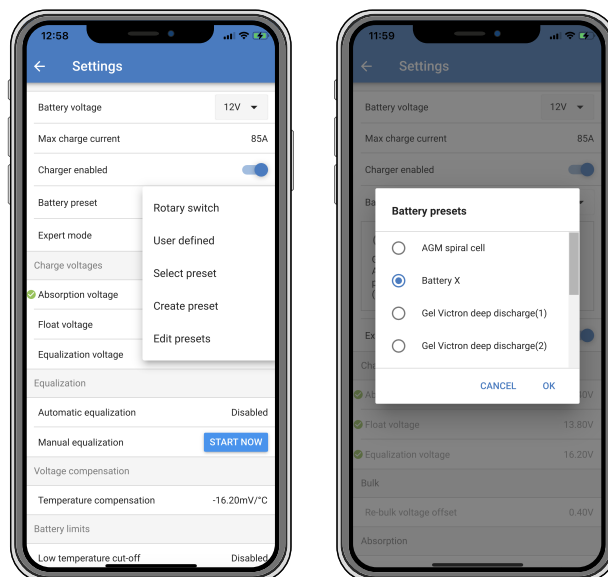 12:58
Settings
Battery voltage 12V
Max charge current 85A
Charger enabled
Battery preset
Expert mode
Charge voltages
Absorption voltage
Float voltage
Equalization voltage
Rotary switch
User defined
Select preset
Create preset
Edit presets
Equalization
Automatic equalization Disabled
Manual equalization START NOW
Voltage compensation
Temperature compensation -16.20mV/°C
Battery limits
Low temperature cut-off Disabled
11:59
Settings
Battery voltage 12V
Max charge current 85A
Charger enabled
Ba
Battery presets
AGM spiral cell
Battery X
Gel Victron deep discharge(1)
Gel Victron deep discharge(2)
CANCEL OK
Ex
Ch
Ab
Float voltage 13.80V
Equalization voltage 16.20V
Bulk
Re-bulk voltage offset 0.40V
Absorption